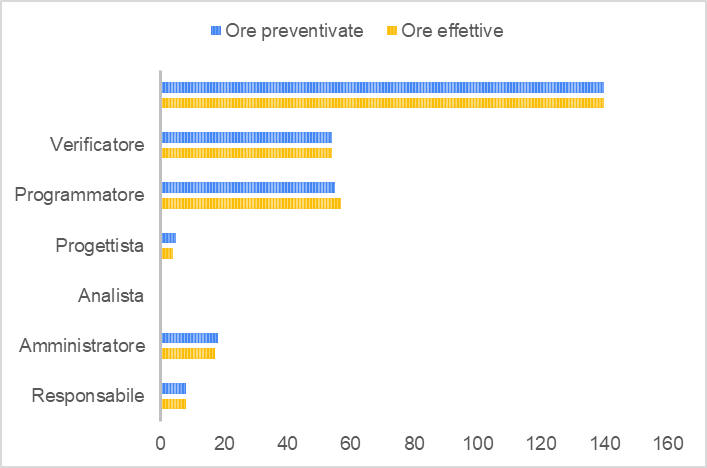 Ore preventivate Ore effettive
Verificatore
Programmatore
Progettista
Analista
Amministratore
Responsabile
0 20 40 60 80 100 120 140 160